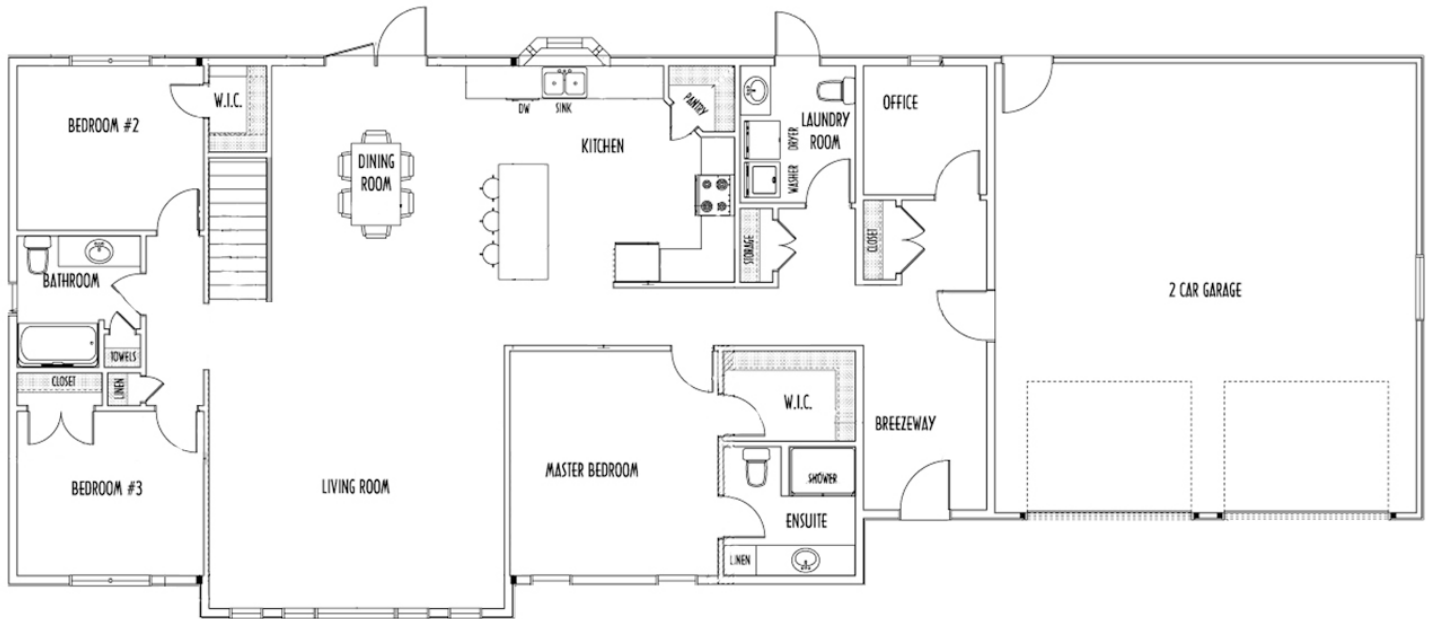 BEDROOM #2
W.I.C.
DINING
ROOM
DW
SINK
KITCHEN
PANTRY
LAUNDRY
ROOM
DRYER
WASHER
OFFICE
STORAGE
CLOSET
2 CAR GARAGE
BATHROOM
TOWELS
CLOSET
LINEN
BEDROOM #3
LIVING ROOM
MASTER BEDROOM
W.I.C.
SHOWER
ENSUITE
LINEN
BREEZEWAY